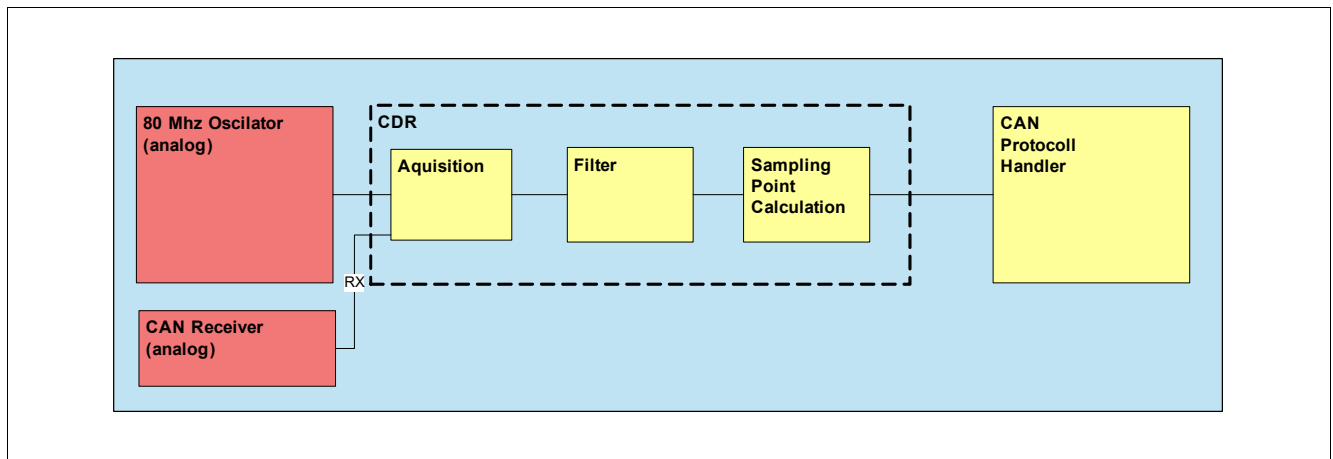 80 Mhz Oscilator
(analog)
CDR
Aquisition
Filter
Sampling
Point
Calculation
CAN
Protocoll
Handler
RX
CAN Receiver
(analog)